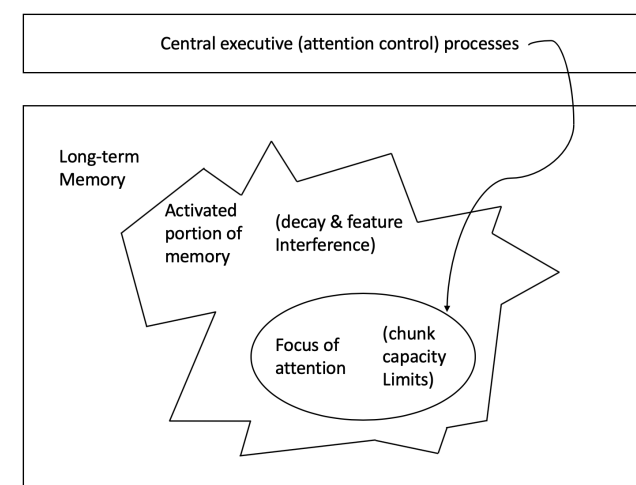 Central executive (attention control) processes
Long-term
Memory
Activated
portion of
memory
(decay & feature
Interference)
Focus of
attention
(chunk
capacity
Limits)